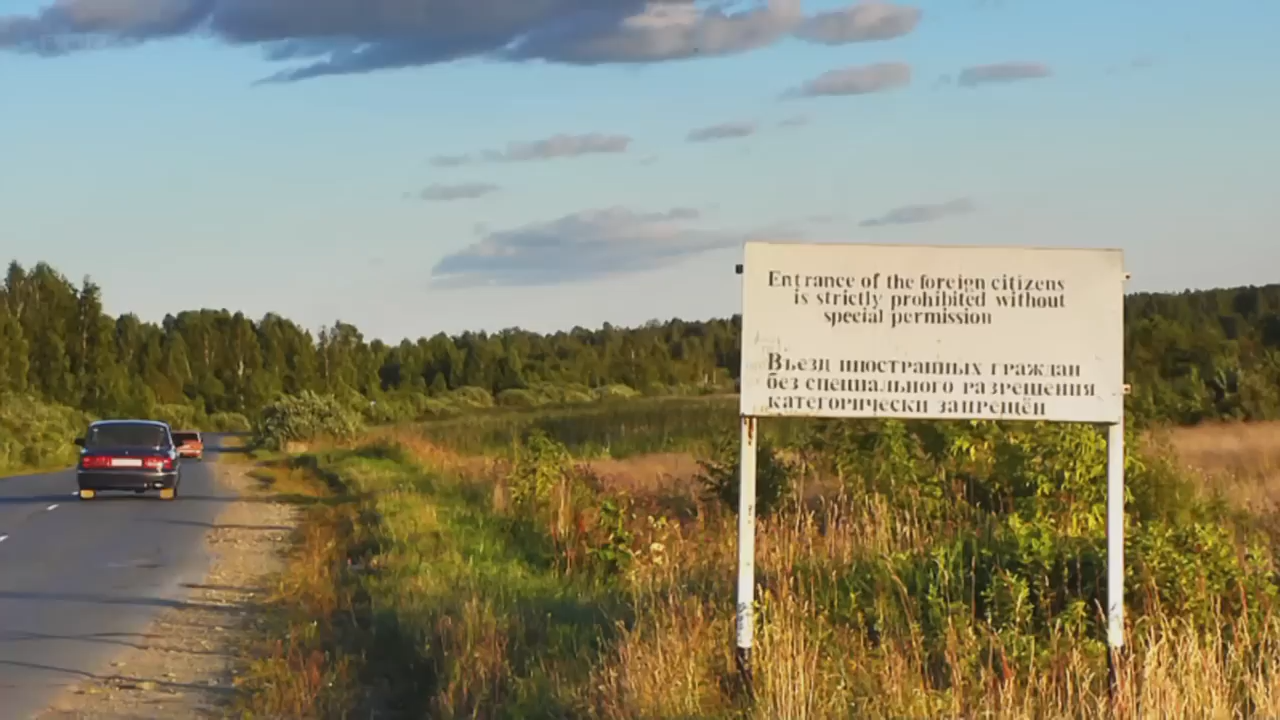 Entrance of the foreign citizens
is strictly prohibited without
special permission
Въезд иностранных граждан
без специального разрешения
категорически запрещён